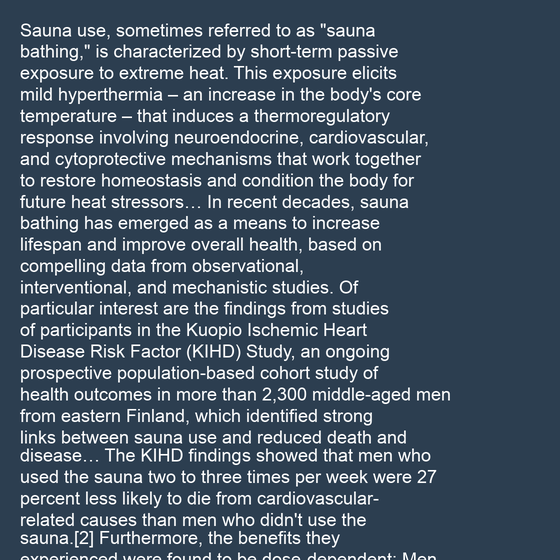 Sauna use, sometimes referred to as "sauna
bathing," is characterized by short-term passive
exposure to extreme heat. This exposure elicits
mild hyperthermia – an increase in the body's core
temperature – that induces a thermoregulatory
response involving neuroendocrine, cardiovascular,
and cytoprotective mechanisms that work together
to restore homeostasis and condition the body for
future heat stressors… In recent decades, sauna
bathing has emerged as a means to increase
lifespan and improve overall health, based on
compelling data from observational,
interventional, and mechanistic studies. Of
particular interest are the findings from studies
of participants in the Kuopio Ischemic Heart
Disease Risk Factor (KIHD) Study, an ongoing
prospective population-based cohort study of
health outcomes in more than 2,300 middle-aged men
from eastern Finland, which identified strong
links between sauna use and reduced death and
disease… The KIHD findings showed that men who
used the sauna two to three times per week were 27
percent less likely to die from cardiovascular-
related causes than men who didn't use the
sauna.[2] Furthermore, the benefits they
experienced were found to be dose-dependent: Men